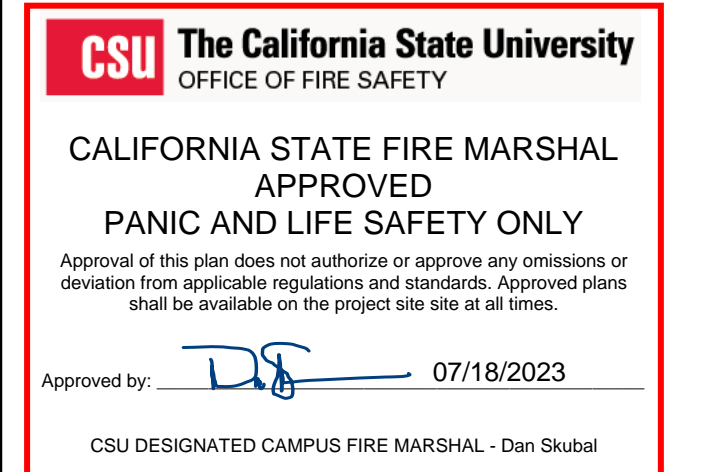 CSU The California State University
OFFICE OF FIRE SAFETY
CALIFORNIA STATE FIRE MARSHAL
APPROVED
PANIC AND LIFE SAFETY ONLY
Approval of this plan does not authorize or approve any omissions or
deviation from applicable regulations and standards. Approved plans
shall be available on the project site site at all times.
Approved by: 07/18/2023
CSU DESIGNATED CAMPUS FIRE MARSHAL - Dan Skubal